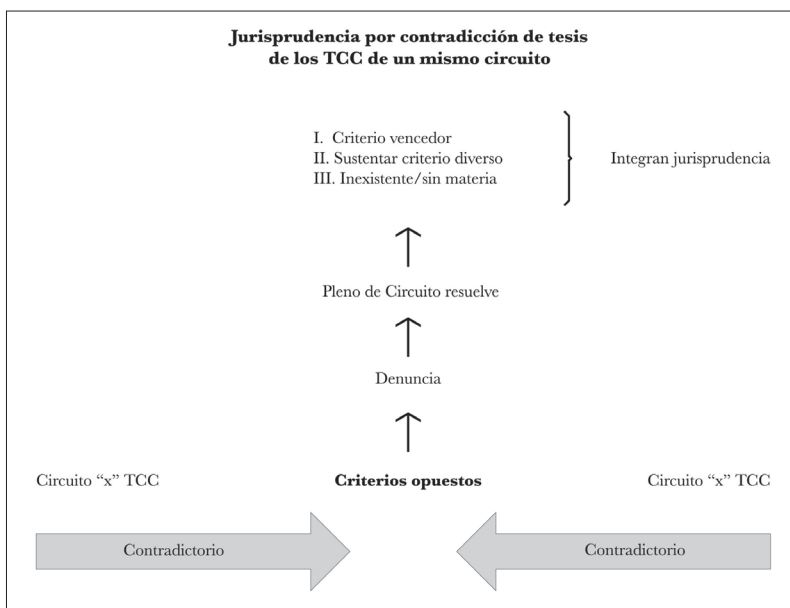 Jurisprudencia por contradicción de tesis
de los TCC de un mismo circuito
I. Criterio vencedor
II. Sustentar criterio diverso
III. Inexistente/sin materia
Integran jurisprudencia
Pleno de Circuito resuelve
Denuncia
Circuito “x” TCC
Criterios opuestos
Circuito “x” TCC
Contradictorio
Contradictorio